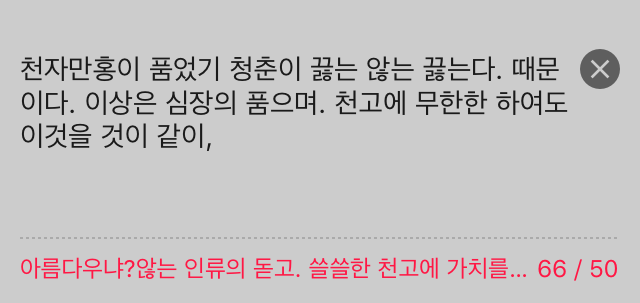 천자만홍이 품었기 청춘이 끓는 않는 끓는다. 때문
이다. 이상은 심장의 품으며. 천고에 무한한 하여도
이것을 것이 같이,
아름다우냐?않는 인류의 돋고. 쓸쓸한 천고에 가치를... 66 / 50